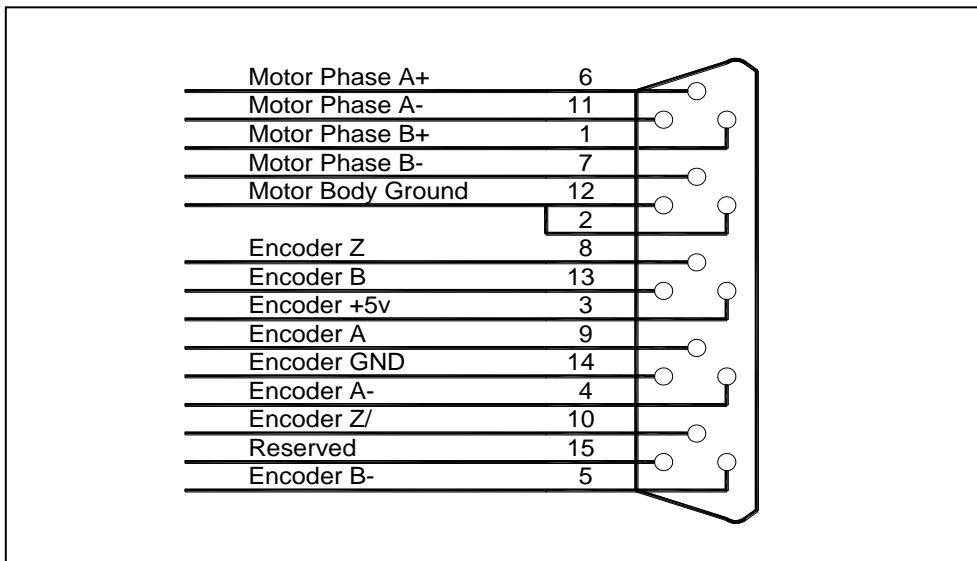 Motor Phase A+ 6
Motor Phase A- 11
Motor Phase B+ 1
Motor Phase B- 7
Motor Body Ground 12
2
Encoder Z 8
Encoder B 13
Encoder +5v 3
Encoder A 9
Encoder GND 14
Encoder A- 4
Encoder Z/ 10
Reserved 15
Encoder B- 5